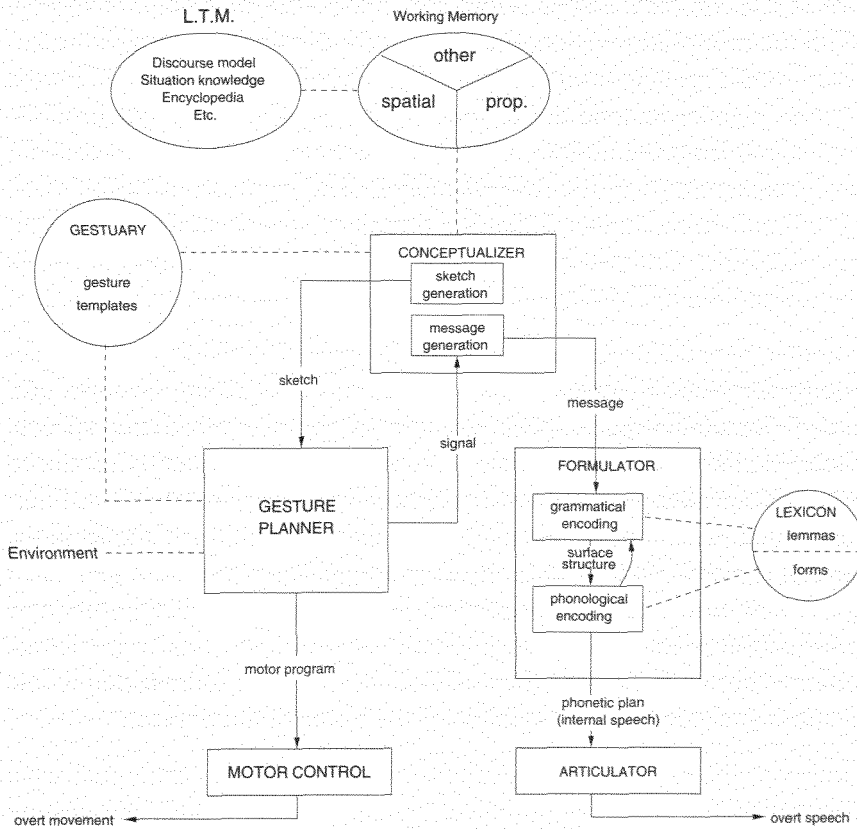 L.T.M.
Working Memory
Discourse model
Situation knowledge
Encyclopedia
Etc.
other
spatial
prop.
GESTUARY
gesture
templates
CONCEPTUALIZER
sketch
generation
message
generation
sketch
signal
message
GESTURE
PLANNER
Environment
FORMULATOR
grammatical
encoding
surface
structure
phonological
encoding
LEXICON
lemmas
forms
motor program
phonetic plan
(internal speech)
MOTOR CONTROL
ARTICULATOR
overt movement
overt speech